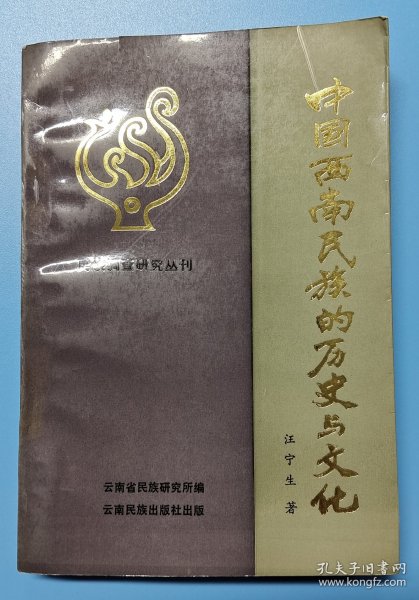 中国西南民族的历史与文化
汪宁生 著
民族调查研究丛刊
云南省民族研究所编
云南民族出版社出版
孔夫子旧书网
www.kongfz.com